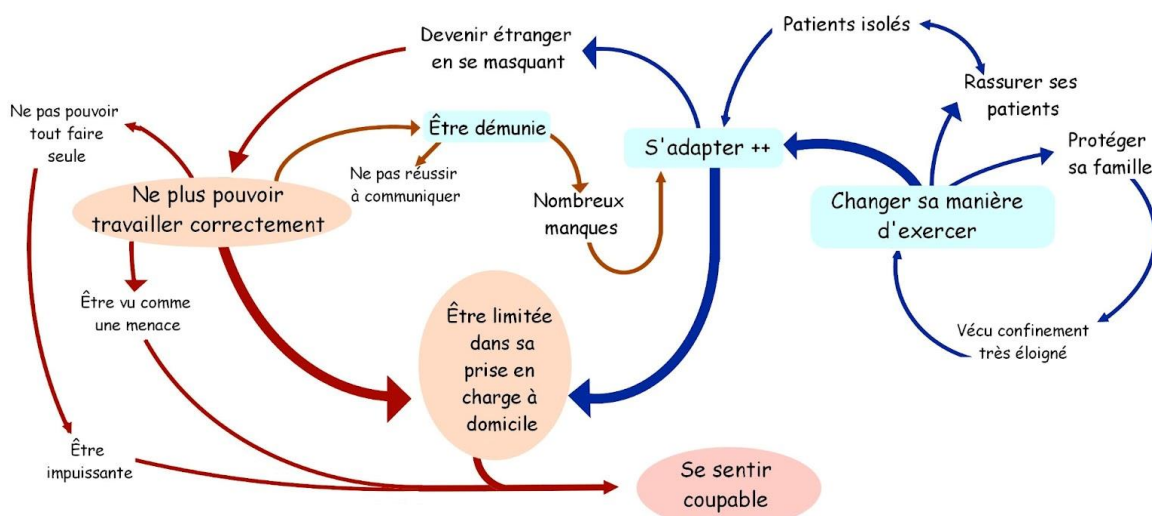 Devenir étranger
en se masquant
Patients isolés
Rassurer ses
patients
Ne pas pouvoir
tout faire
seule
Être démunie
S'adapter ++
Protéger
sa famille
Ne pas réussir
à communiquer
Ne plus pouvoir
travailler correctement
Nombreux
manques
Changer sa manière
d'exercer
Être vu comme
une menace
Être limitée
dans sa
prise en
charge à
domicile
Vécu confinement
très éloigné
Être
impuissante
Se sentir
coupable